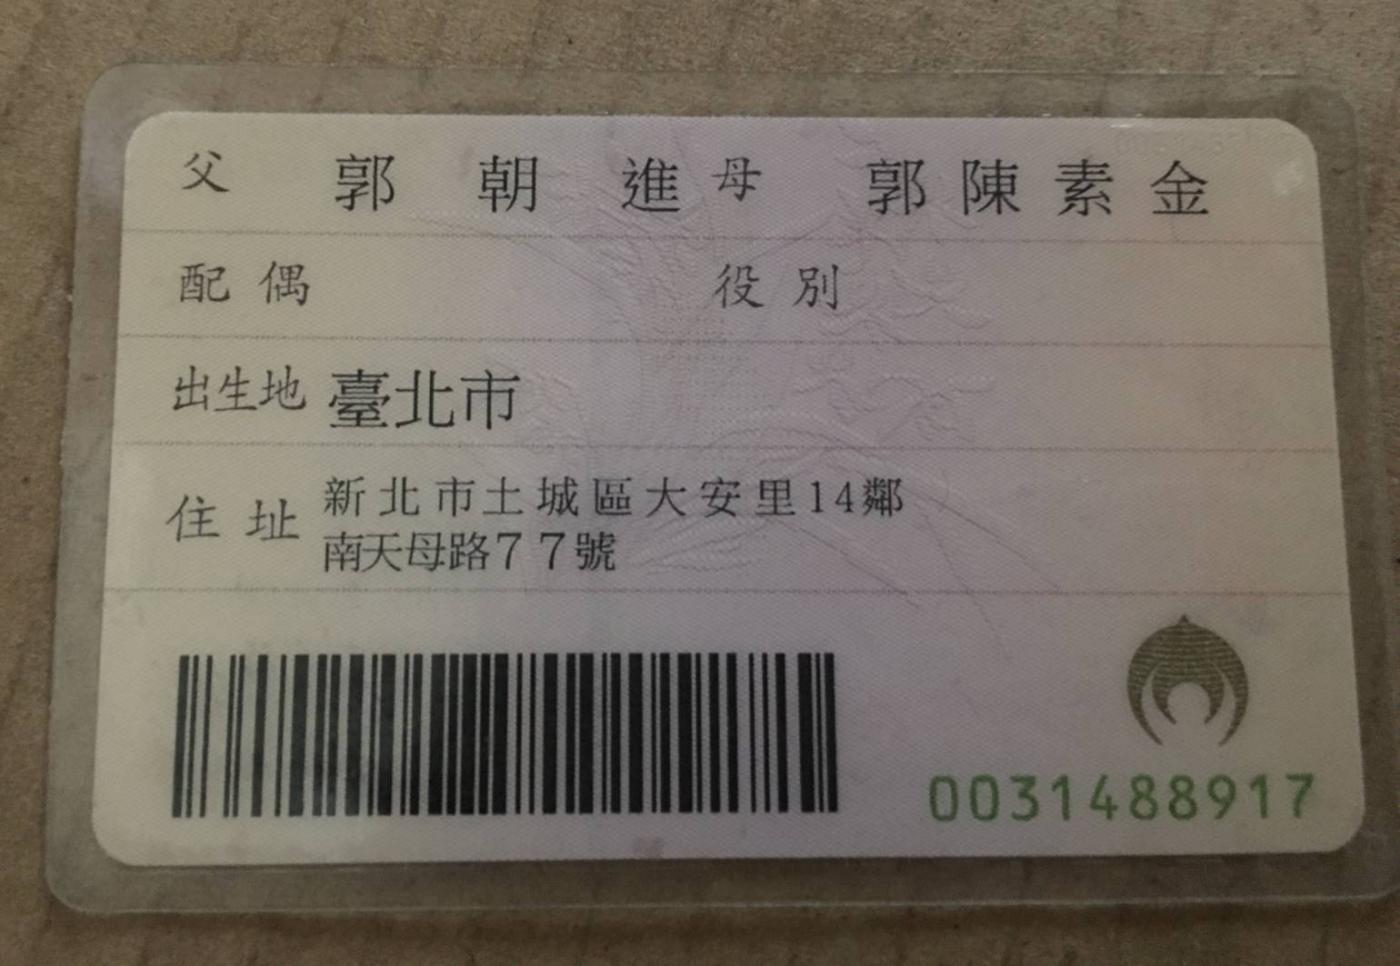 父 郭朝進 母 郭陳素金
配偶 役別
出生地 臺北市
住址 新北市土城區大安里14鄰
南天母路77號
0031488917